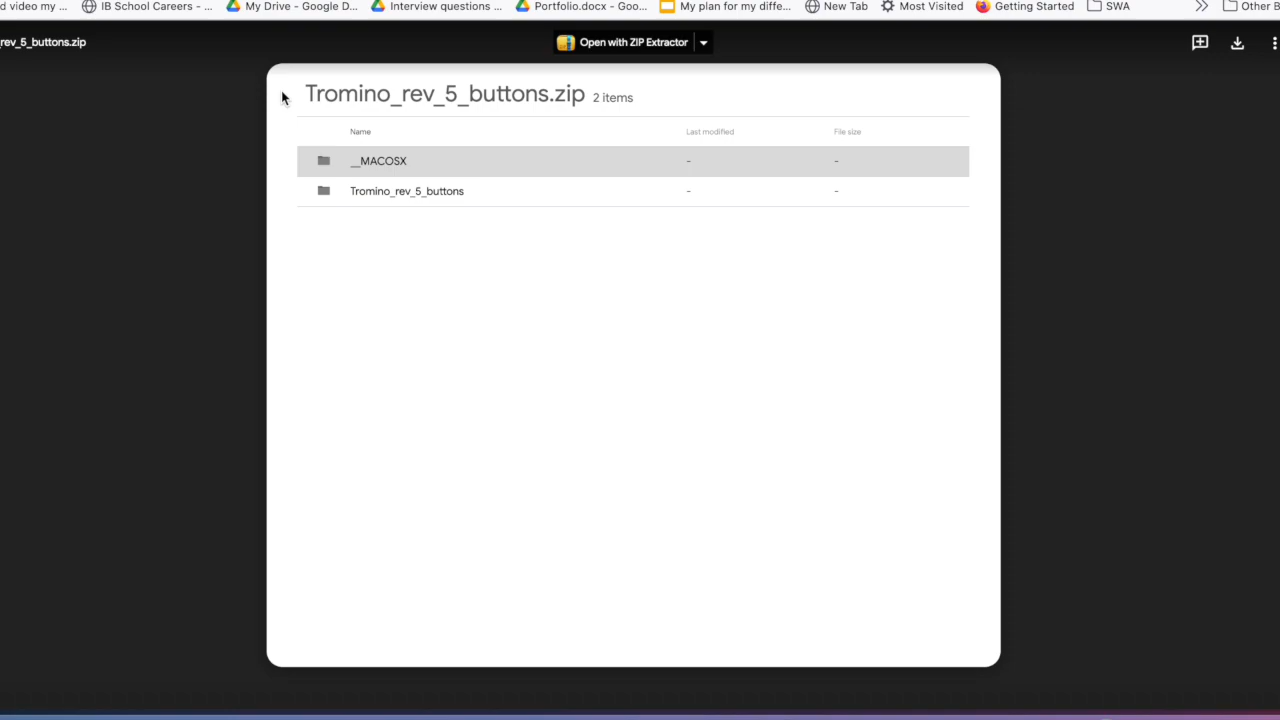 d video my ... IB School Careers - ... My Drive - Google D... Interview questions ... Portfolio.docx - Goo... My plan for my diffe... New Tab Most Visited Getting Started SWA Other B
rev_5_buttons.zip Open with ZIP Extractor
Tromino_rev_5_buttons.zip 2 items
Name Last modified File size
__MACOSX - -
Tromino_rev_5_buttons - -